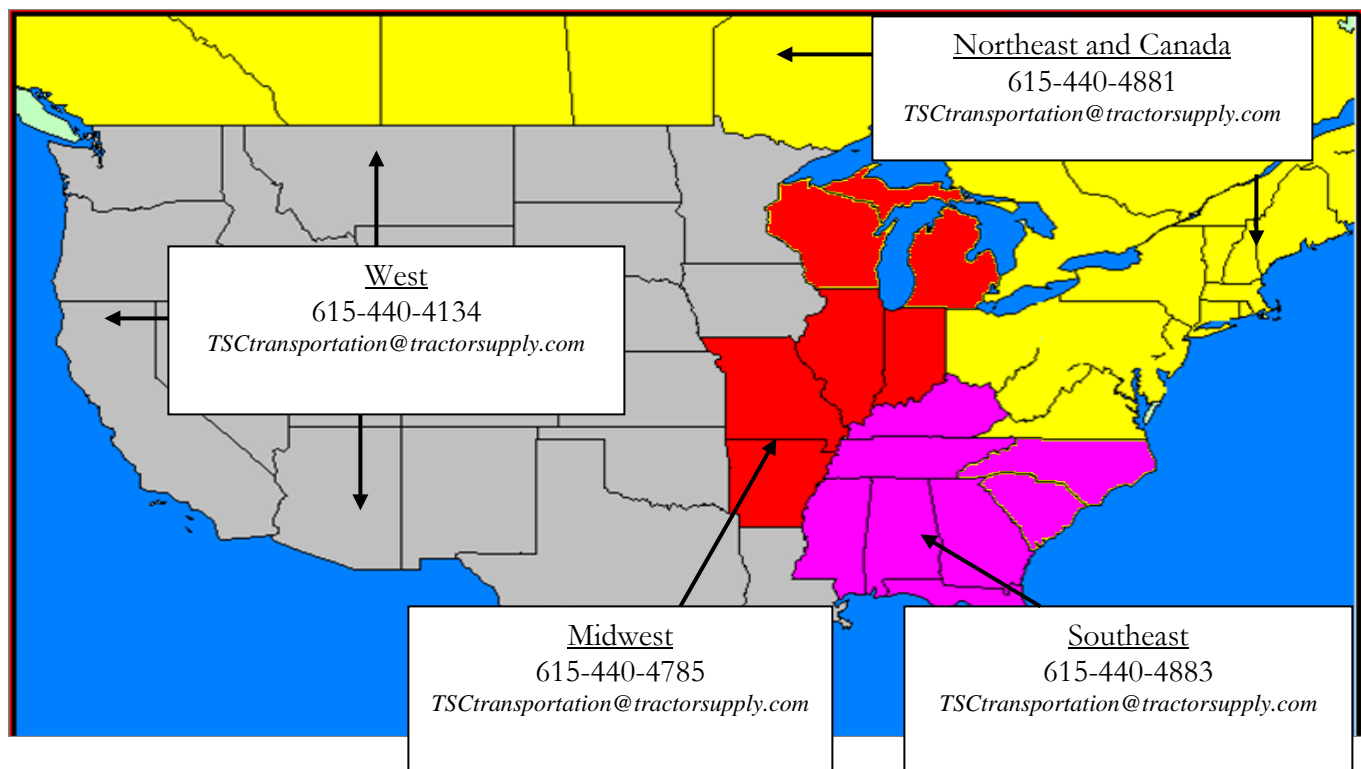 Northeast and Canada
615-440-4881
TSCtransportation@tractorsupply.com
West
615-440-4134
TSCtransportation@tractorsupply.com
Midwest
615-440-4785
TSCtransportation@tractorsupply.com
Southeast
615-440-4883
TSCtransportation@tractorsupply.com